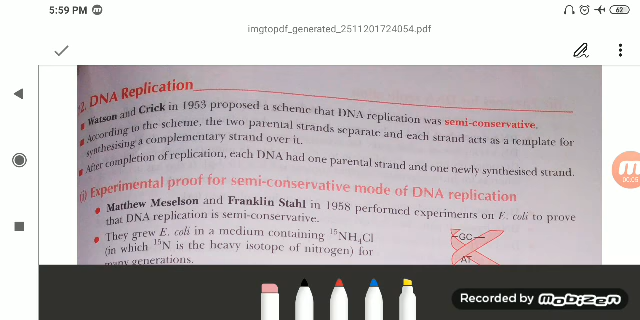 5:59 PM
62
imgtopdf_generated_2511201724054.pdf
2. DNA Replication
Watson and Crick in 1953 proposed a scheme that DNA replication was semi-conservative.
According to the scheme, the two parental strands separate and each strand acts as a template for
synthesising a complementary strand over it.
After completion of replication, each DNA had one parental strand and one newly synthesised strand.
(i) Experimental proof for semi-conservative mode of DNA replication
Matthew Meselson and Franklin Stahl in 1958 performed experiments on E. coli to prove
that DNA replication is semi-conservative.
They grew E. coli in a medium containing ¹⁵NH₄Cl
(in which ¹⁵N is the heavy isotope of nitrogen) for
many generations.
GC
AT
Recorded by mobizen